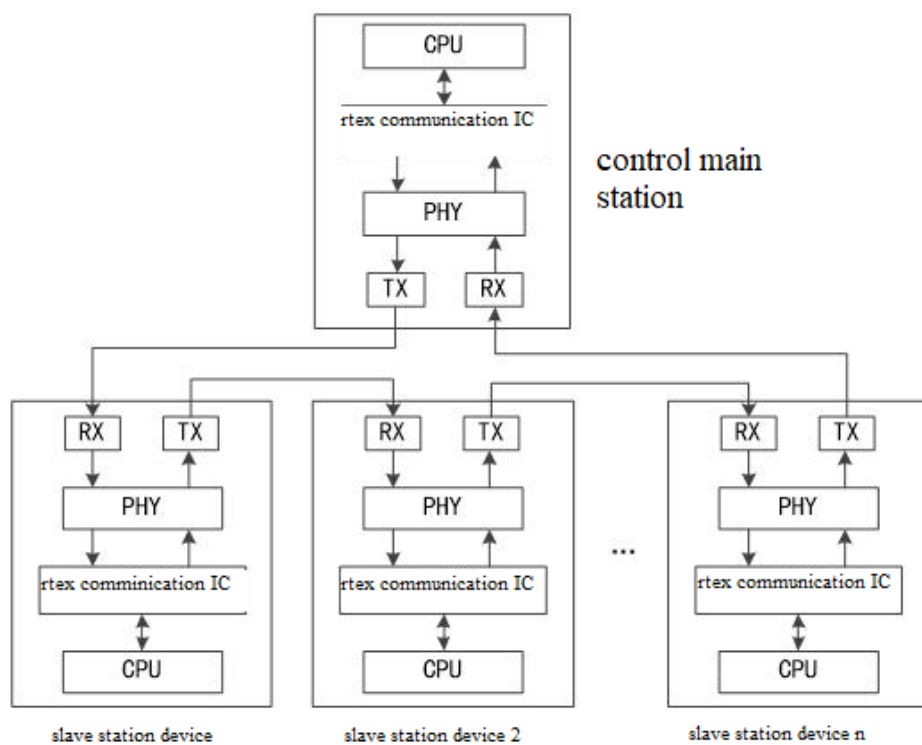 CPU
rtex communication IC
control main
station
PHY
TX
RX
RX
TX
RX
TX
RX
TX
PHY
PHY
PHY
...
rtex comminication IC
rtex communication IC
rtex communication IC
CPU
CPU
CPU
slave station device
slave station device 2
slave station device n